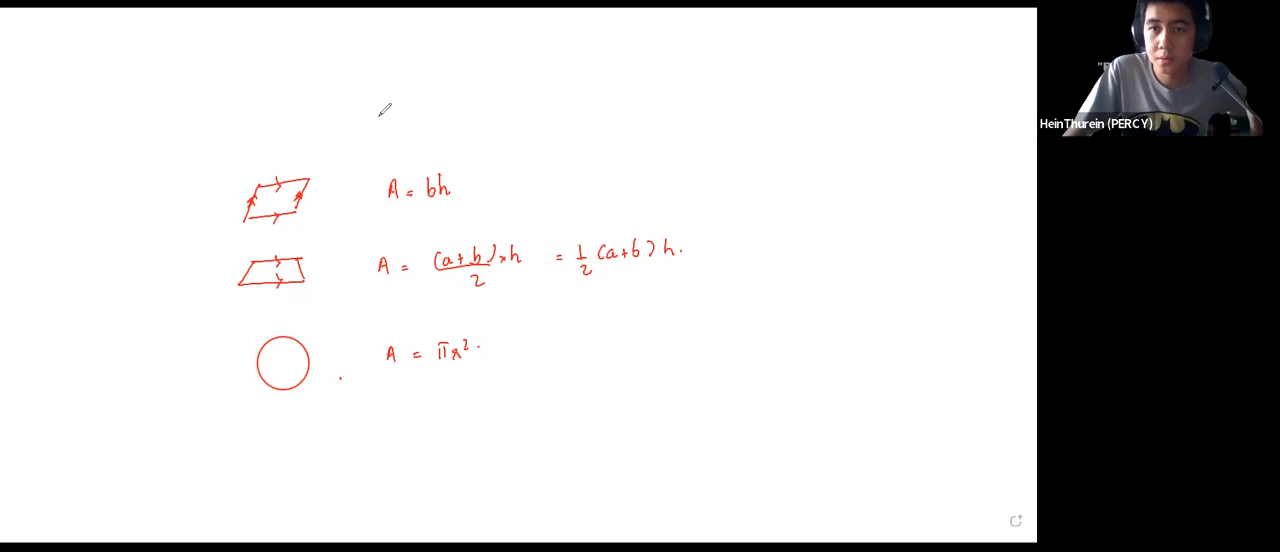 HeinThurein (PERCY)
A = bh
A = (a+b)/2 × h = 1/2 (a+b) h.
A = πr².